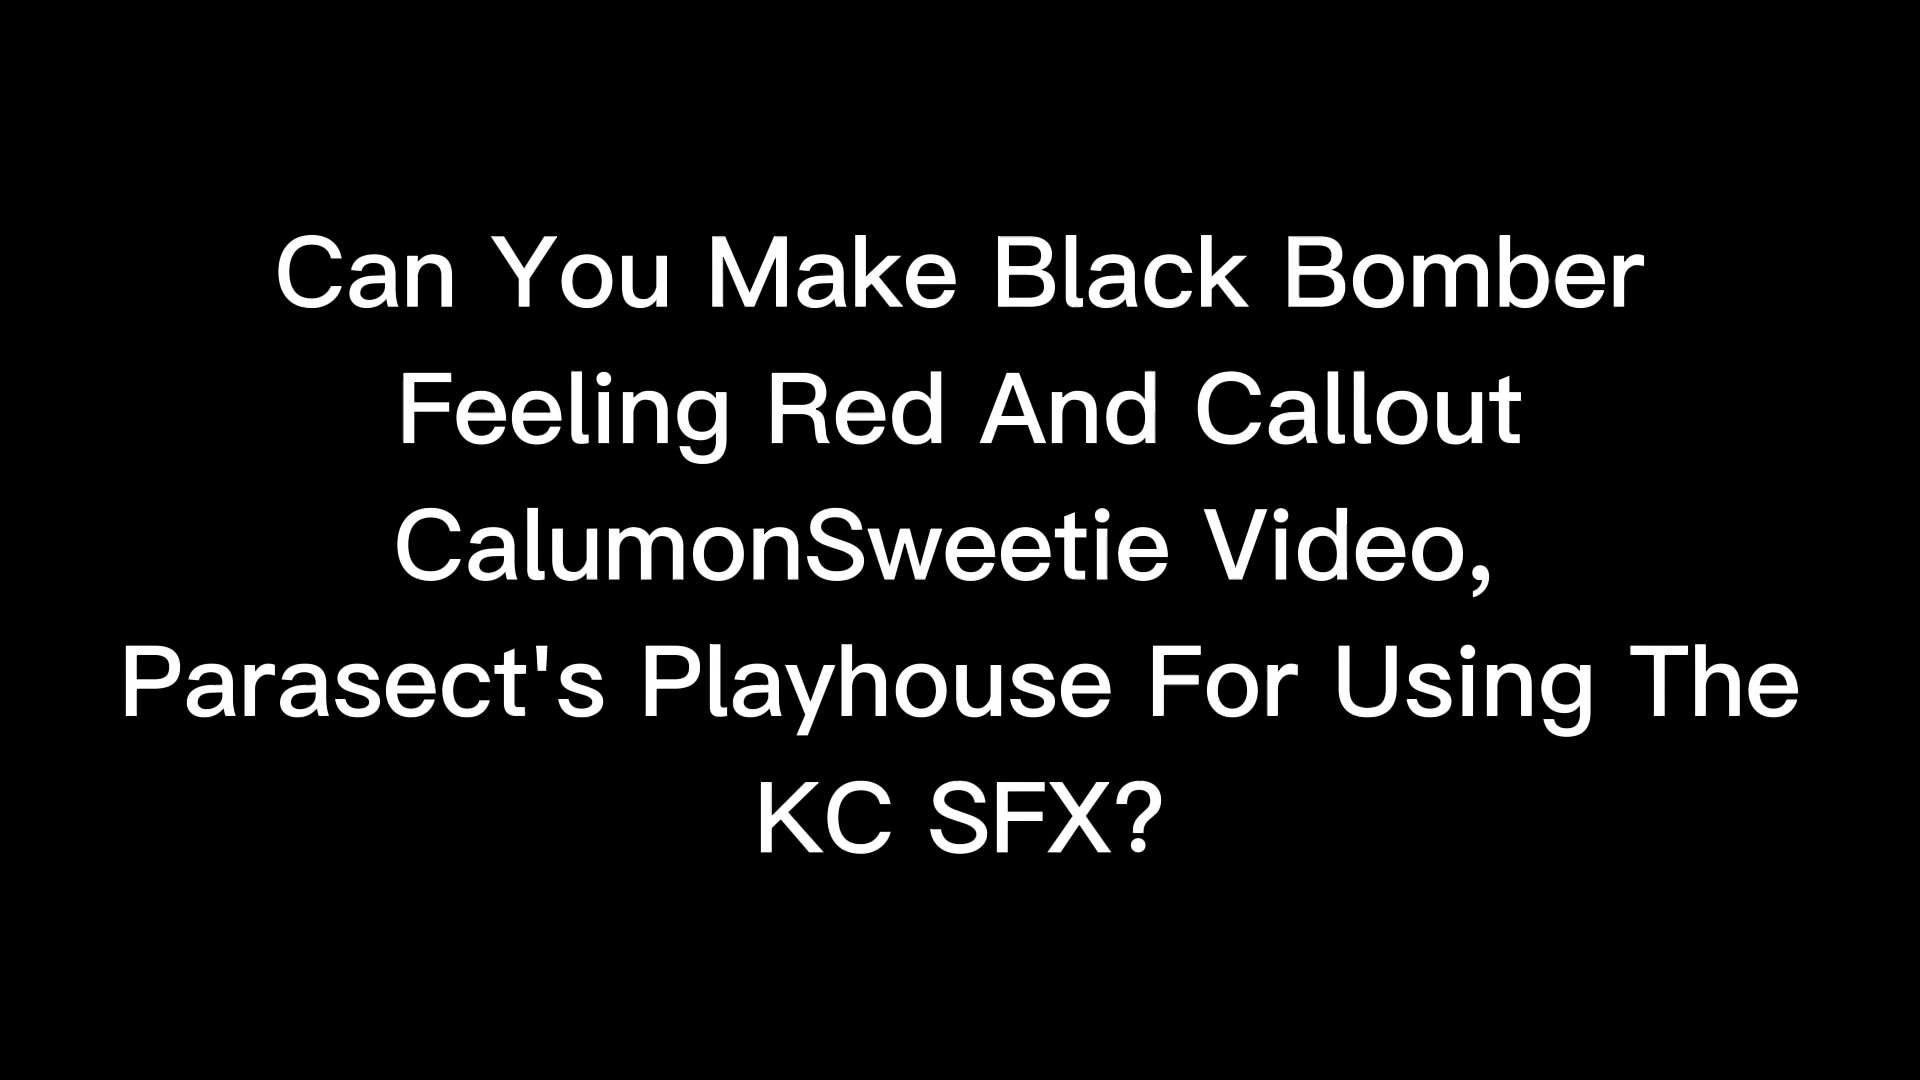 Can You Make Black Bomber
Feeling Red And Callout
CalumonSweetie Video,
Parasect's Playhouse For Using The
KC SFX?